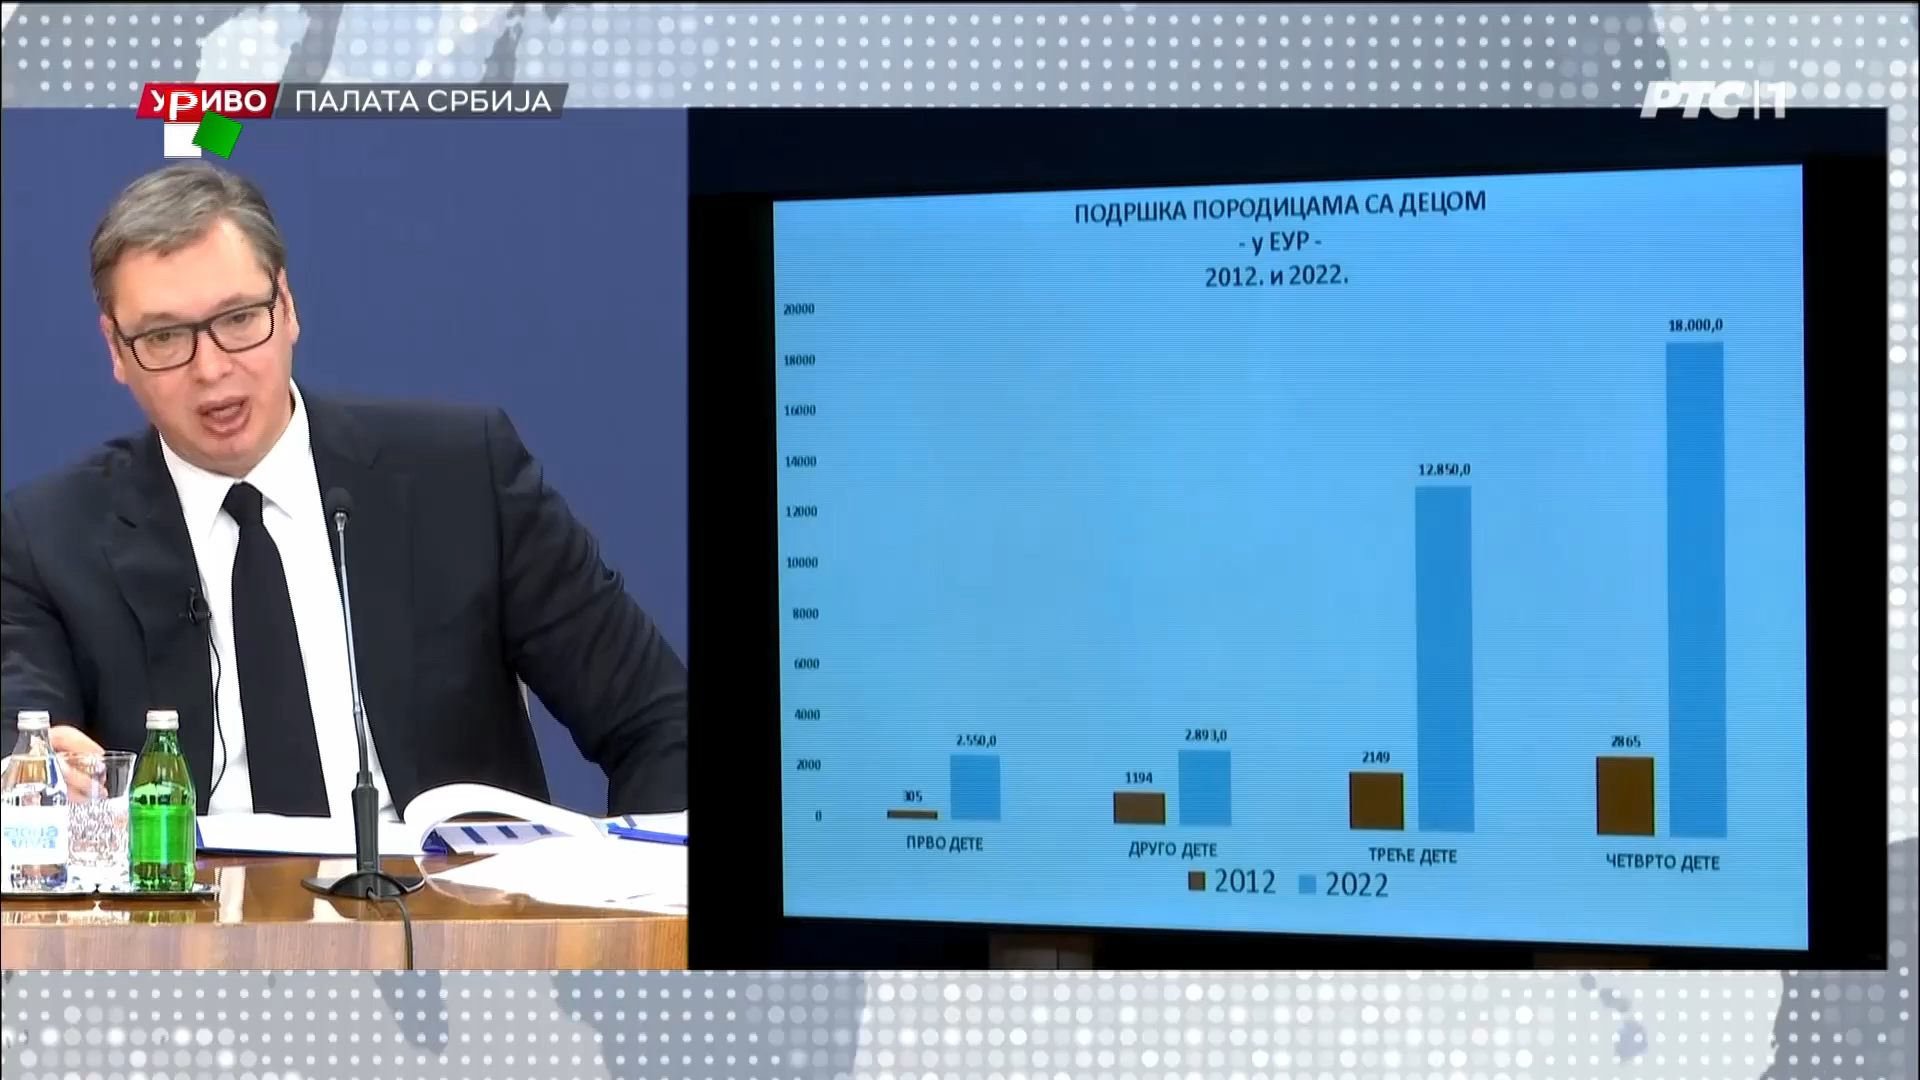 УЖИВО ПАЛАТА СРБИЈА
РТС 1
ПОДРШКА ПОРОДИЦАМА СА ДЕЦОМ
- у ЕУР -
2012. и 2022.
20000
18000
16000
14000
12000
10000
8000
6000
4000
2000
0
305
2.550,0
1194
2.893,0
2149
12.850,0
2865
18.000,0
ПРВО ДЕТЕ
ДРУГО ДЕТЕ
ТРЕЋЕ ДЕТЕ
ЧЕТВРТО ДЕТЕ
2012 2022